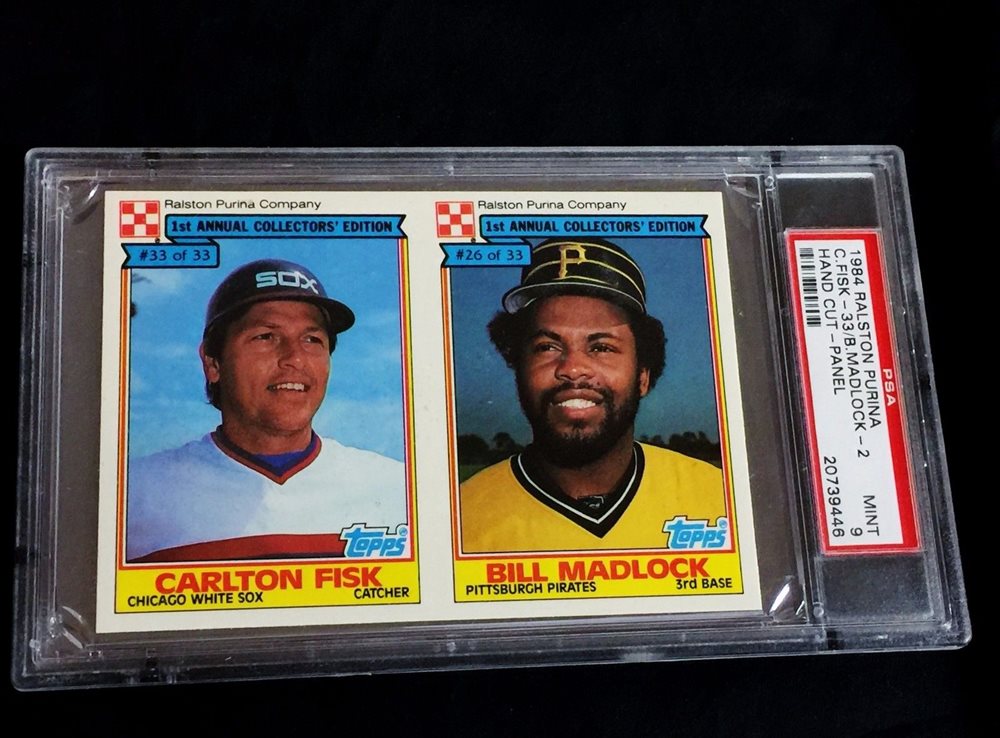 Ralston Purina Company
1st ANNUAL COLLECTORS' EDITION
#33 of 33
SOX
Topps
CARLTON FISK
CHICAGO WHITE SOX CATCHER
Ralston Purina Company
1st ANNUAL COLLECTORS' EDITION
#26 of 33
P
Topps
BILL MADLOCK
PITTSBURGH PIRATES 3rd BASE
PSA
1984 RALSTON PURINA
C.FISK - 33/B.MADLOCK - 2 MINT
HAND CUT - PANEL 9
20739446